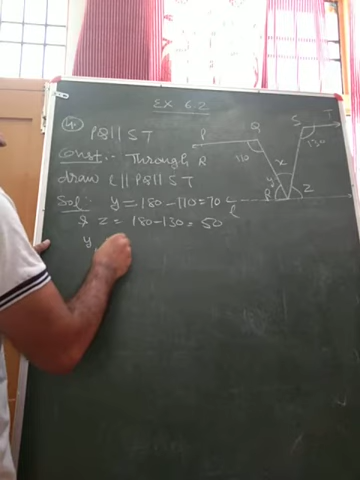 EX 6.2
4.
PQ || ST
Const:- Through R
draw l || PQ || ST
Sol: y = 180 - 110 = 70
& z = 180 - 130 = 50
y
P
Q
S
T
110
130
x
y
R
z
l